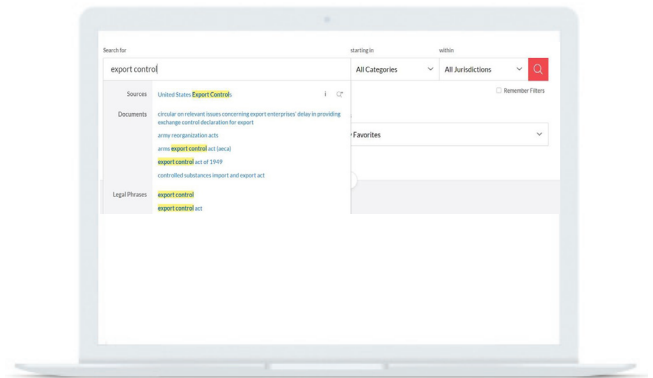 Search for
starting in
within
export control
All Categories
All Jurisdictions
Remember Filters
Sources
United States Export Controls
Documents
circular on relevant issues concerning export enterprises' delay in providing
exchange control declaration for export
army reorganization acts
arms export control act (aeca)
export control act of 1949
controlled substances import and export act
Favorites
Legal Phrases
export control
export control act